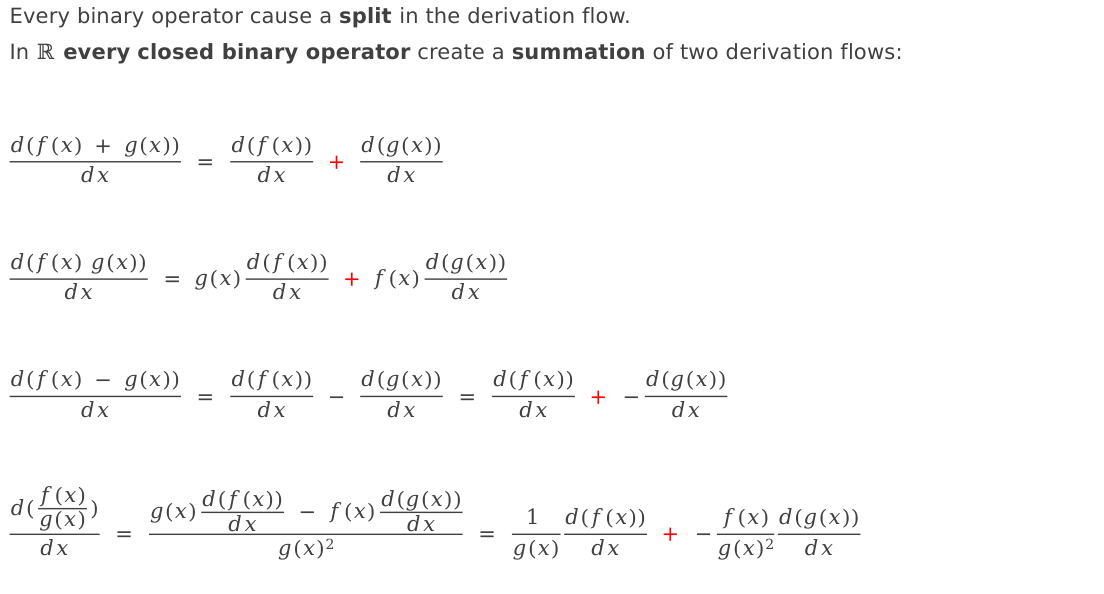 Every binary operator cause a split in the derivation flow.
In ℝ every closed binary operator create a summation of two derivation flows:
d(f(x) + g(x))/dx = d(f(x))/dx + d(g(x))/dx
d(f(x) g(x))/dx = g(x) d(f(x))/dx + f(x) d(g(x))/dx
d(f(x) − g(x))/dx = d(f(x))/dx − d(g(x))/dx = d(f(x))/dx + −d(g(x))/dx
d(f(x)/g(x))/dx = (g(x) d(f(x))/dx − f(x) d(g(x))/dx)/g(x)² = 1/g(x) d(f(x))/dx + −f(x)/g(x)² d(g(x))/dx